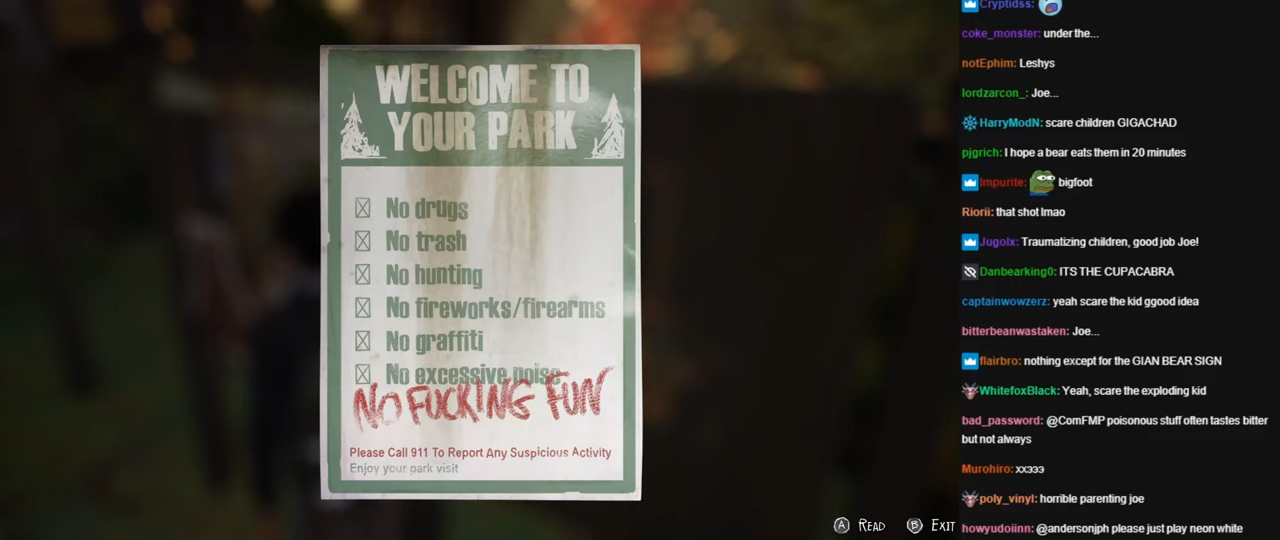 WELCOME TO
YOUR PARK
No drugs
No trash
No hunting
No fireworks/firearms
No graffiti
No excessive noise
NO FUCKING FUN
Please Call 911 To Report Any Suspicious Activity
Enjoy your park visit
A READ B EXIT
Cryptidss:
coke_monster: under the...
notEphim: Leshys
lordzarcon_: Joe...
HarryModN: scare children GIGACHAD
pjgrich: I hope a bear eats them in 20 minutes
Impurite: bigfoot
Riorii: that shot lmao
Jugolx: Traumatizing children, good job Joe!
Danbearking0: ITS THE CUPACABRA
captainwowzerz: yeah scare the kid ggood idea
bitterbeanwastaken: Joe...
flairbro: nothing except for the GIAN BEAR SIGN
WhitefoxBlack: Yeah, scare the exploding kid
bad_password: @ComFMP poisonous stuff often tastes bitter
but not always
Murohiro: xxэээ
poly_vinyl: horrible parenting joe
howyudoiinn: @andersonjph please just play neon white